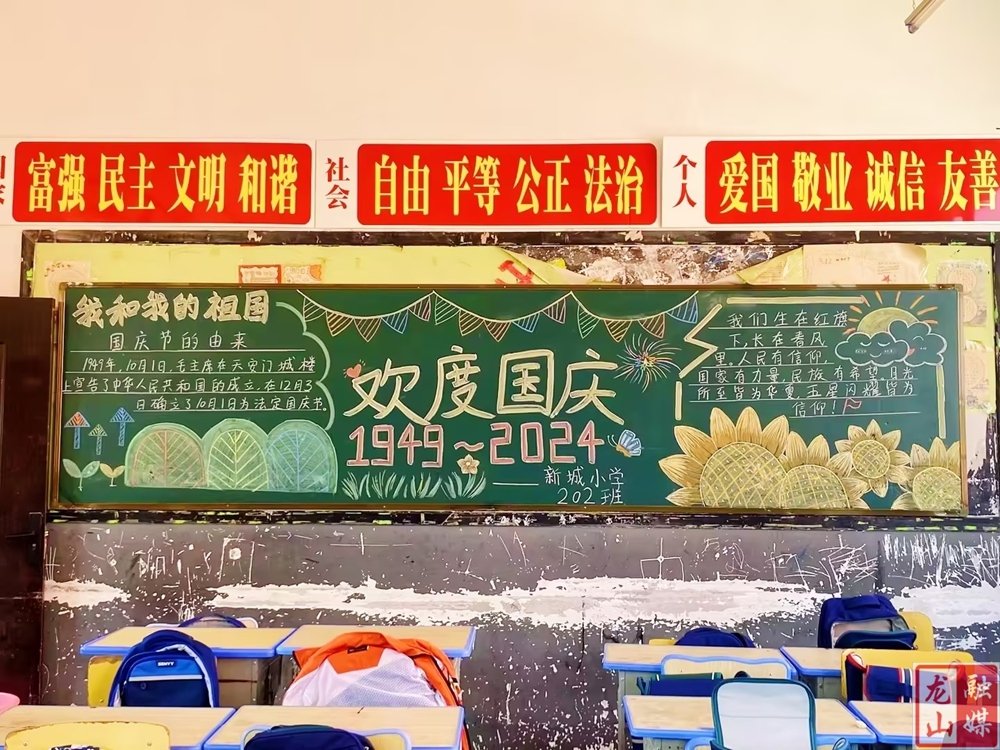 富强 民主 文明 和谐
社会
自由 平等 公正 法治
个人
爱国 敬业 诚信 友善
我和我的祖国
国庆节的由来
1949年,10月1日,毛主席在天安门城楼
上宣告了中华人民共和国的成立.在12月3
日确立了10月1日为法定国庆节。
欢度国庆
1949～2024
——新城小学
202班
我们生在红旗
下,长在春风
里。人民有信仰,
国家有力量,民族有希望,目光
所至皆为华夏,五星闪耀皆为
信仰!
龙山
融媒